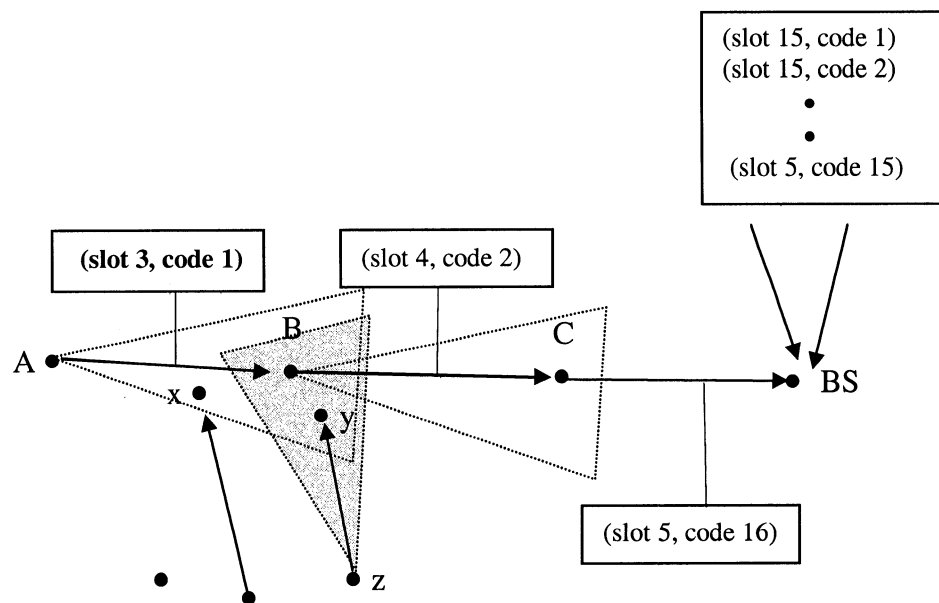 (slot 15, code 1)
(slot 15, code 2)
(slot 5, code 15)
(slot 3, code 1)
(slot 4, code 2)
B
C
A
BS
x
y
(slot 5, code 16)
z